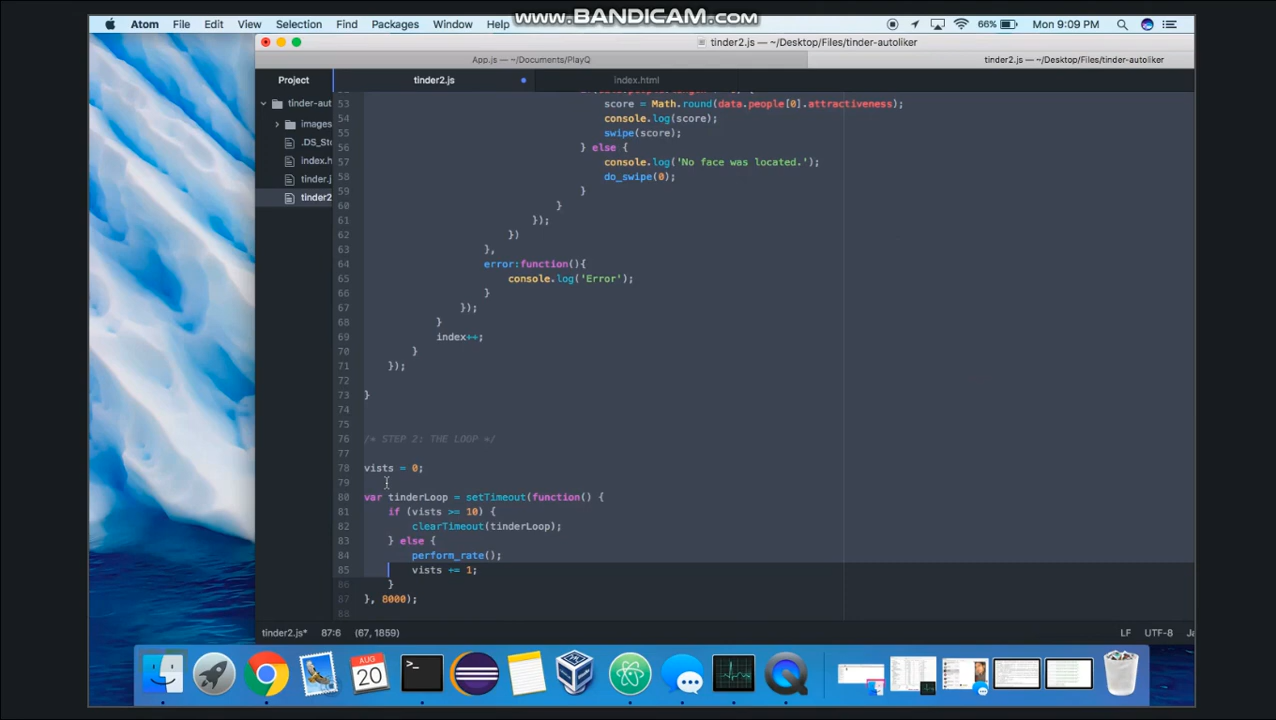 www.BANDICAM.com
Atom File Edit View Selection Find Packages Window Help 66% Mon 9:09 PM
tinder2.js — ~/Desktop/Files/tinder-autoliker
App.js — ~/Documents/PlayQ tinder2.js — ~/Desktop/Files/tinder-autoliker
Project tinder2.js index.html
tinder-aut
images
.DS_Sto
index.h
tinder.j
tinder2
53 score = Math.round(data.people[0].attractiveness);
54 console.log(score);
55 swipe(score);
56 } else {
57 console.log('No face was located.');
58 do_swipe(0);
59 }
60 }
61 });
62 })
63 },
64 error:function(){
65 console.log('Error');
66 }
67 });
68 }
69 index++;
70 }
71 });
72
73 }
74
75
76 /* STEP 2: THE LOOP */
77
78 vists = 0;
79
80 var tinderLoop = setTimeout(function() {
81 if (vists >= 10) {
82 clearTimeout(tinderLoop);
83 } else {
84 perform_rate();
85 vists += 1;
86 }
87 }, 8000);
88
tinder2.js* 87:6 (67, 1859) LF UTF-8 Ja
AUG
20